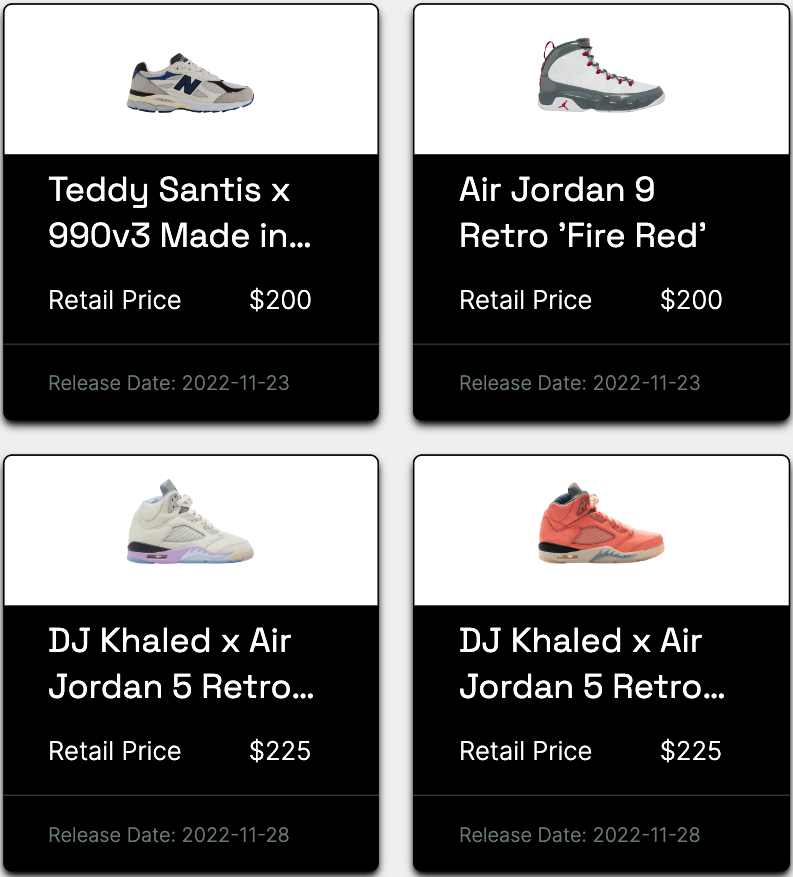 N
Teddy Santis x
990v3 Made in...
Retail Price $200
Release Date: 2022-11-23
Air Jordan 9
Retro 'Fire Red'
Retail Price $200
Release Date: 2022-11-23
DJ Khaled x Air
Jordan 5 Retro...
Retail Price $225
Release Date: 2022-11-28
DJ Khaled x Air
Jordan 5 Retro...
Retail Price $225
Release Date: 2022-11-28